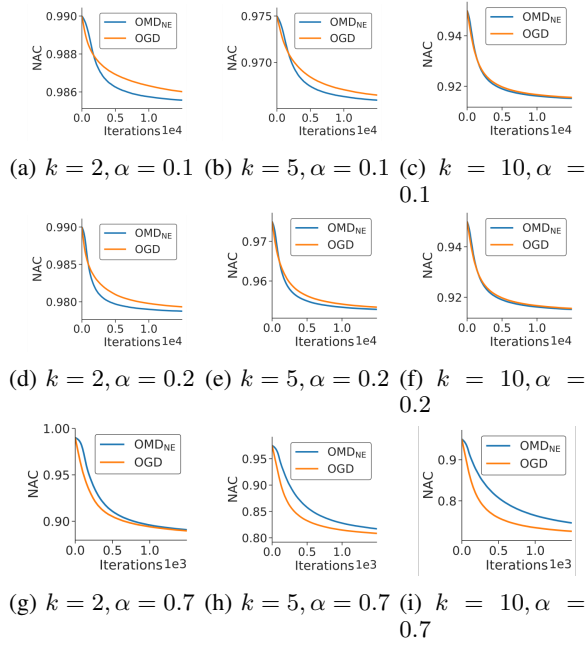 0.990
0.988
0.986
NAC
OMD_NE
OGD
0.0 0.5 1.0
Iterations 1e4
0.975
0.970
NAC
OMD_NE
OGD
0.0 0.5 1.0
Iterations 1e4
0.94
0.92
NAC
OMD_NE
OGD
0.0 0.5 1.0
Iterations 1e4
(a) k = 2, α = 0.1 (b) k = 5, α = 0.1 (c) k = 10, α =
0.1
0.990
0.985
0.980
NAC
OMD_NE
OGD
0.0 0.5 1.0
Iterations 1e4
0.97
0.96
NAC
OMD_NE
OGD
0.0 0.5 1.0
Iterations 1e4
0.94
0.92
NAC
OMD_NE
OGD
0.0 0.5 1.0
Iterations 1e4
(d) k = 2, α = 0.2 (e) k = 5, α = 0.2 (f) k = 10, α =
0.2
1.00
0.95
0.90
NAC
OMD_NE
OGD
0.0 0.5 1.0
Iterations 1e3
0.95
0.90
0.85
0.80
NAC
OMD_NE
OGD
0.0 0.5 1.0
Iterations 1e3
0.9
0.8
NAC
OMD_NE
OGD
0.0 0.5 1.0
Iterations 1e3
(g) k = 2, α = 0.7 (h) k = 5, α = 0.7 (i) k = 10, α =
0.7